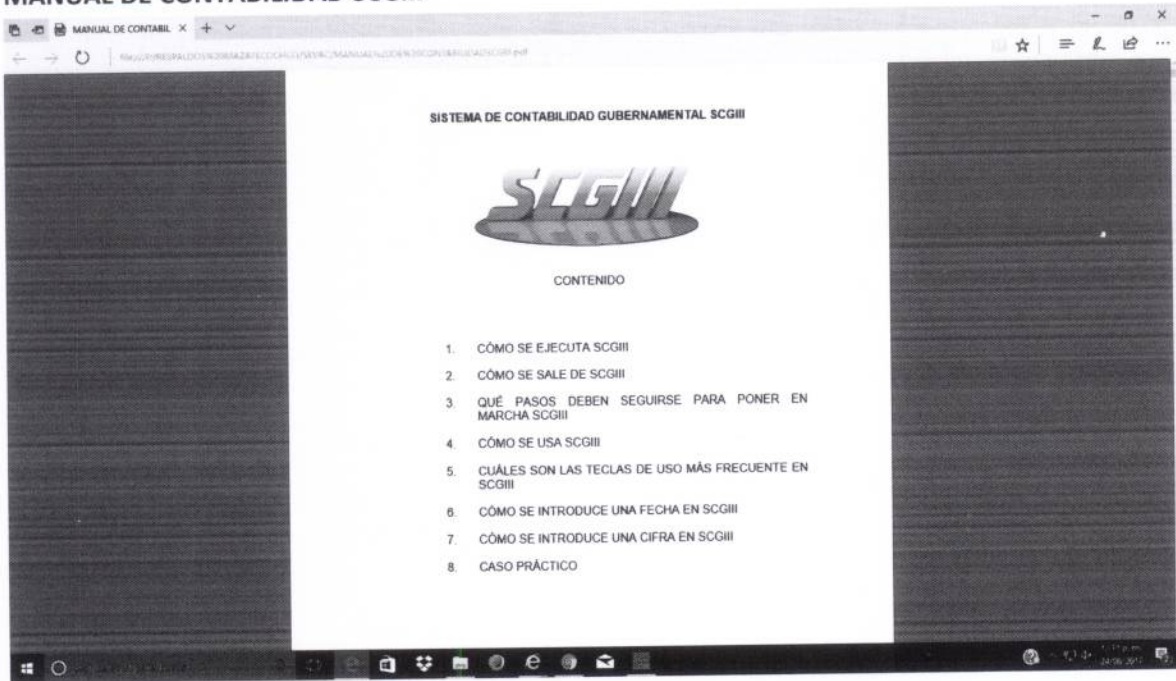 MANUAL DE CONTABILIDAD
MANUAL DE CONTABIL
SISTEMA DE CONTABILIDAD GUBERNAMENTAL SCGIII
SCGIII
CONTENIDO
1. CÓMO SE EJECUTA SCGIII
2. CÓMO SE SALE DE SCGIII
3. QUÉ PASOS DEBEN SEGUIRSE PARA PONER EN
MARCHA SCGIII
4. CÓMO SE USA SCGIII
5. CUÁLES SON LAS TECLAS DE USO MÁS FRECUENTE EN
SCGIII
6. CÓMO SE INTRODUCE UNA FECHA EN SCGIII
7. CÓMO SE INTRODUCE UNA CIFRA EN SCGIII
8. CASO PRÁCTICO